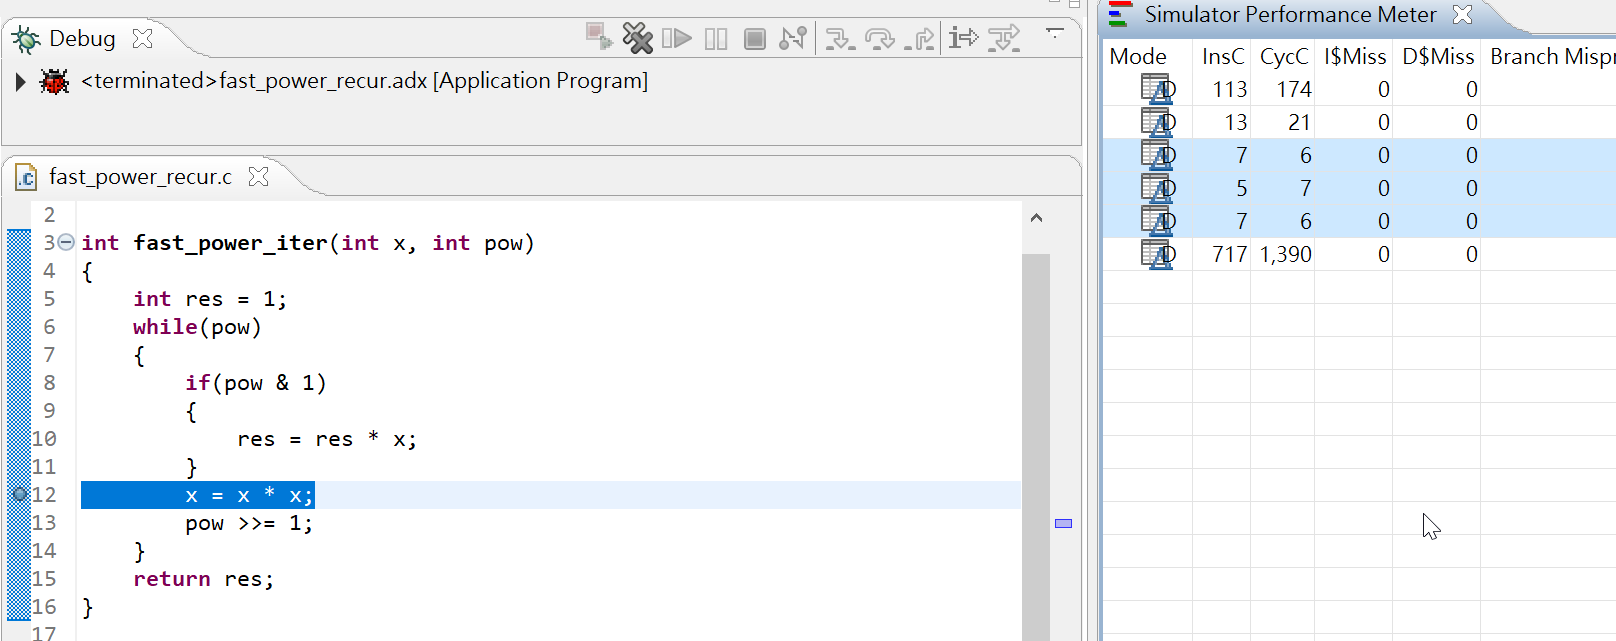 Debug
<terminated>fast_power_recur.adx [Application Program]
fast_power_recur.c
2
3 int fast_power_iter(int x, int pow)
4 {
5 int res = 1;
6 while(pow)
7 {
8 if(pow & 1)
9 {
10 res = res * x;
11 }
12 x = x * x;
13 pow >>= 1;
14 }
15 return res;
16 }
17
Simulator Performance Meter
Mode InsC CycC I$Miss D$Miss Branch Mispr
D 113 174 0 0
D 13 21 0 0
D 7 6 0 0
D 5 7 0 0
D 7 6 0 0
D 717 1,390 0 0